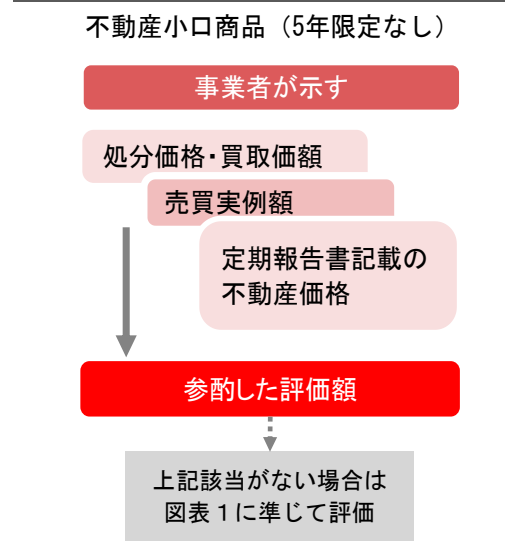 不動産小口商品（5年限定なし）
事業者が示す
処分価格・買取価額
売買実例額
定期報告書記載の
不動産価格
参酌した評価額
上記該当がない場合は
図表１に準じて評価